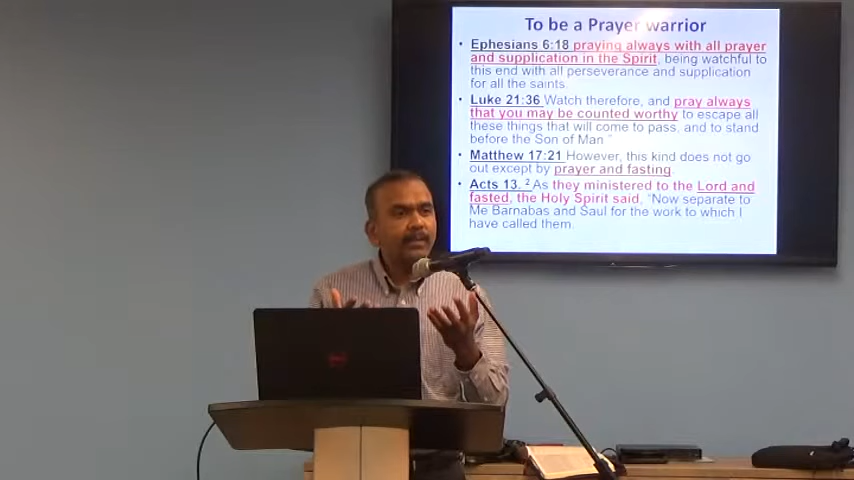 To be a Prayer warrior
• Ephesians 6:18 praying always with all prayer
and supplication in the Spirit, being watchful to
this end with all perseverance and supplication
for all the saints
• Luke 21:36 Watch therefore, and pray always
that you may be counted worthy to escape all
these things that will come to pass, and to stand
before the Son of Man."
• Matthew 17:21 However, this kind does not go
out except by prayer and fasting.
• Acts 13. 2 As they ministered to the Lord and
fasted, the Holy Spirit said, "Now separate to
Me Barnabas and Saul for the work to which I
have called them.